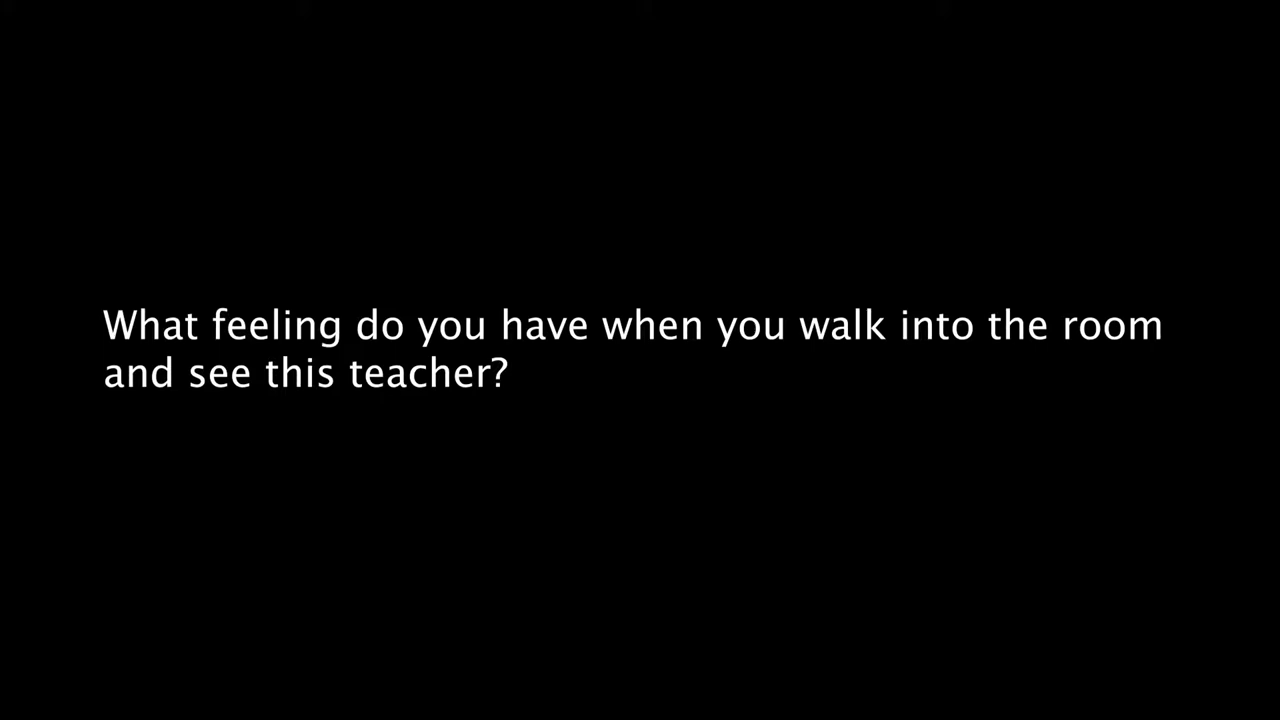 What feeling do you have when you walk into the room
and see this teacher?